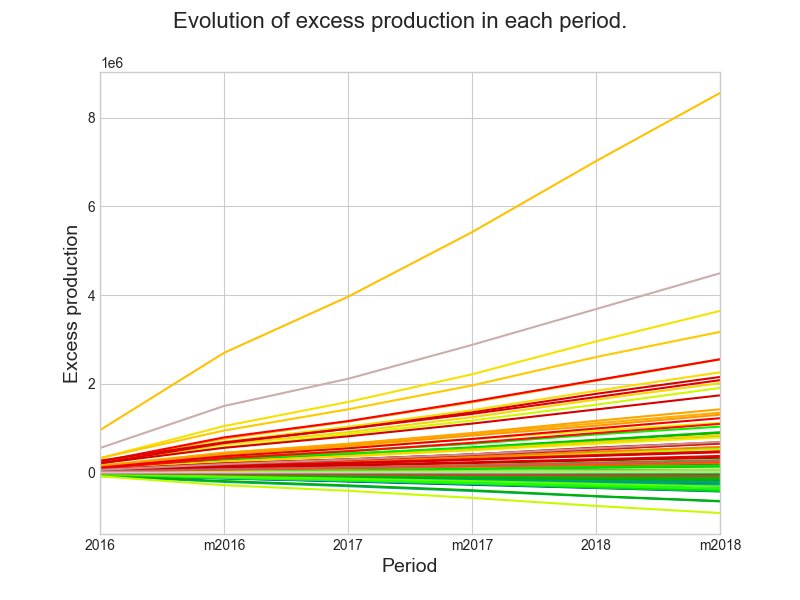 Evolution of excess production in each period.
1e6
8
6
4
2
0
Excess production
2016 m2016 2017 m2017 2018 m2018
Period